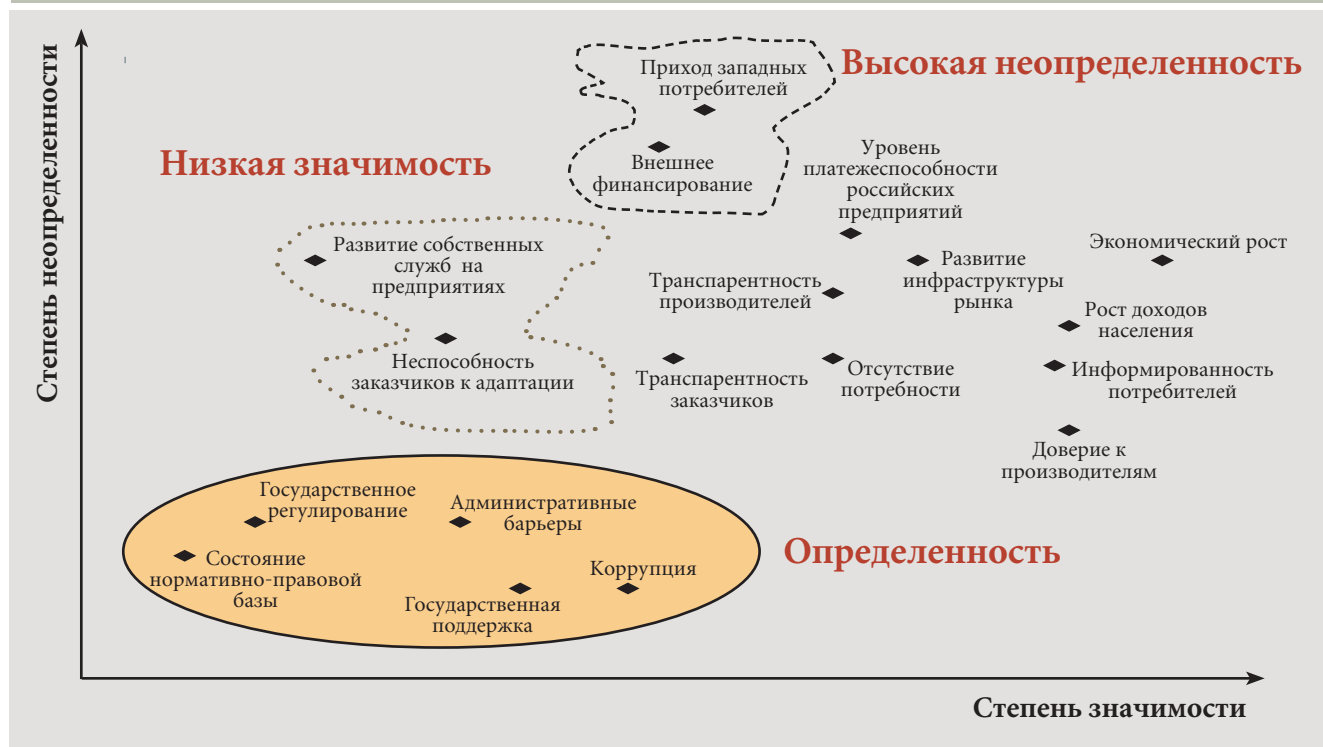 Степень неопределенности
Приход западных
потребителей
Высокая неопределенность
Внешнее
финансирование
Низкая значимость
Уровень
платежеспособности
российских
предприятий
Развитие собственных
служб на
предприятиях
Экономический рост
Развитие
инфраструктуры
рынка
Транспарентность
производителей
Рост доходов
населения
Неспособность
заказчиков к адаптации
Транспарентность
заказчиков
Отсутствие
потребности
Информированность
потребителей
Доверие к
производителям
Государственное
регулирование
Административные
барьеры
Определенность
Состояние
нормативно-правовой
базы
Коррупция
Государственная
поддержка
Степень значимости